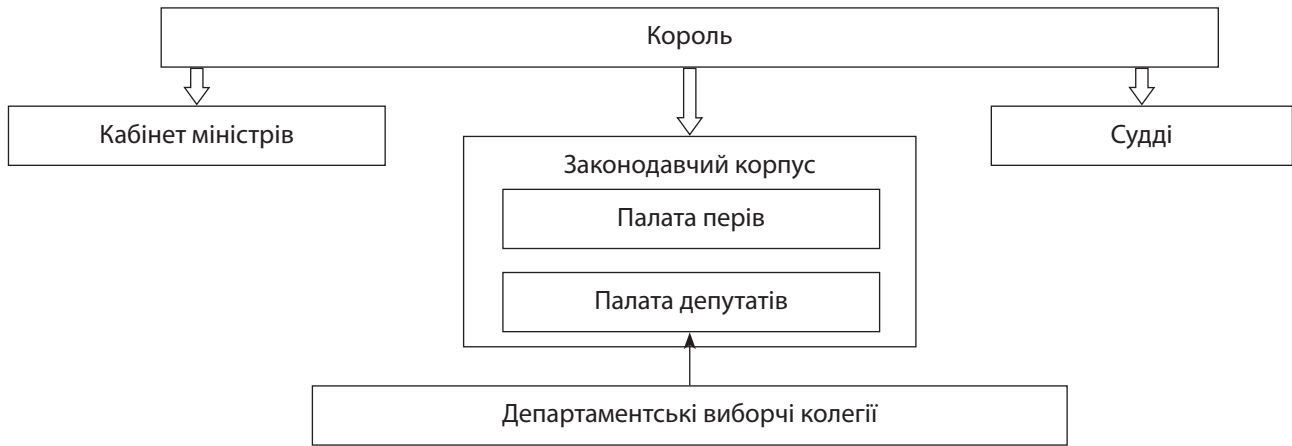 Король
Кабінет міністрів
Судді
Законодавчий корпус
Палата перів
Палата депутатів
Департаментські виборчі колегії